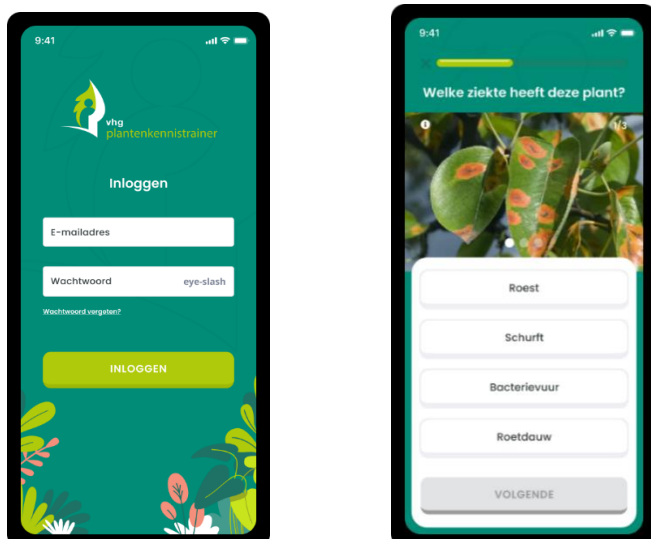 9:41
vhg
plantenkennistrainer
Inloggen
E-mailadres
Wachtwoord eye-slash
Wachtwoord vergeten?
INLOGGEN
9:41
Welke ziekte heeft deze plant?
1/3
Roest
Schurft
Bacterievuur
Roetdauw
VOLGENDE